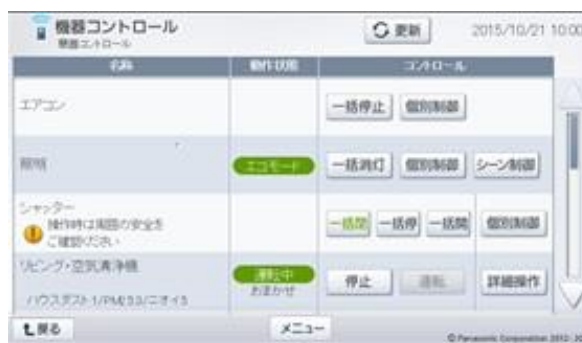 機器コントロール
機器コントロール
更新
2015/10/21 10:00
名称 動作状態 コントロール
エアコン
一括停止 個別制御
照明
エコモード
一括消灯 個別制御 シーン制御
シャッター
操作時は周囲の安全を
ご確認ください
一括閉 一括停 一括開 個別制御
リビング・空気清浄機
ハウスダスト1/PM
/ニオイ5
運転中
おまかせ
停止 運転 詳細操作
戻る
メニュー
© Panasonic Corporation 2012-